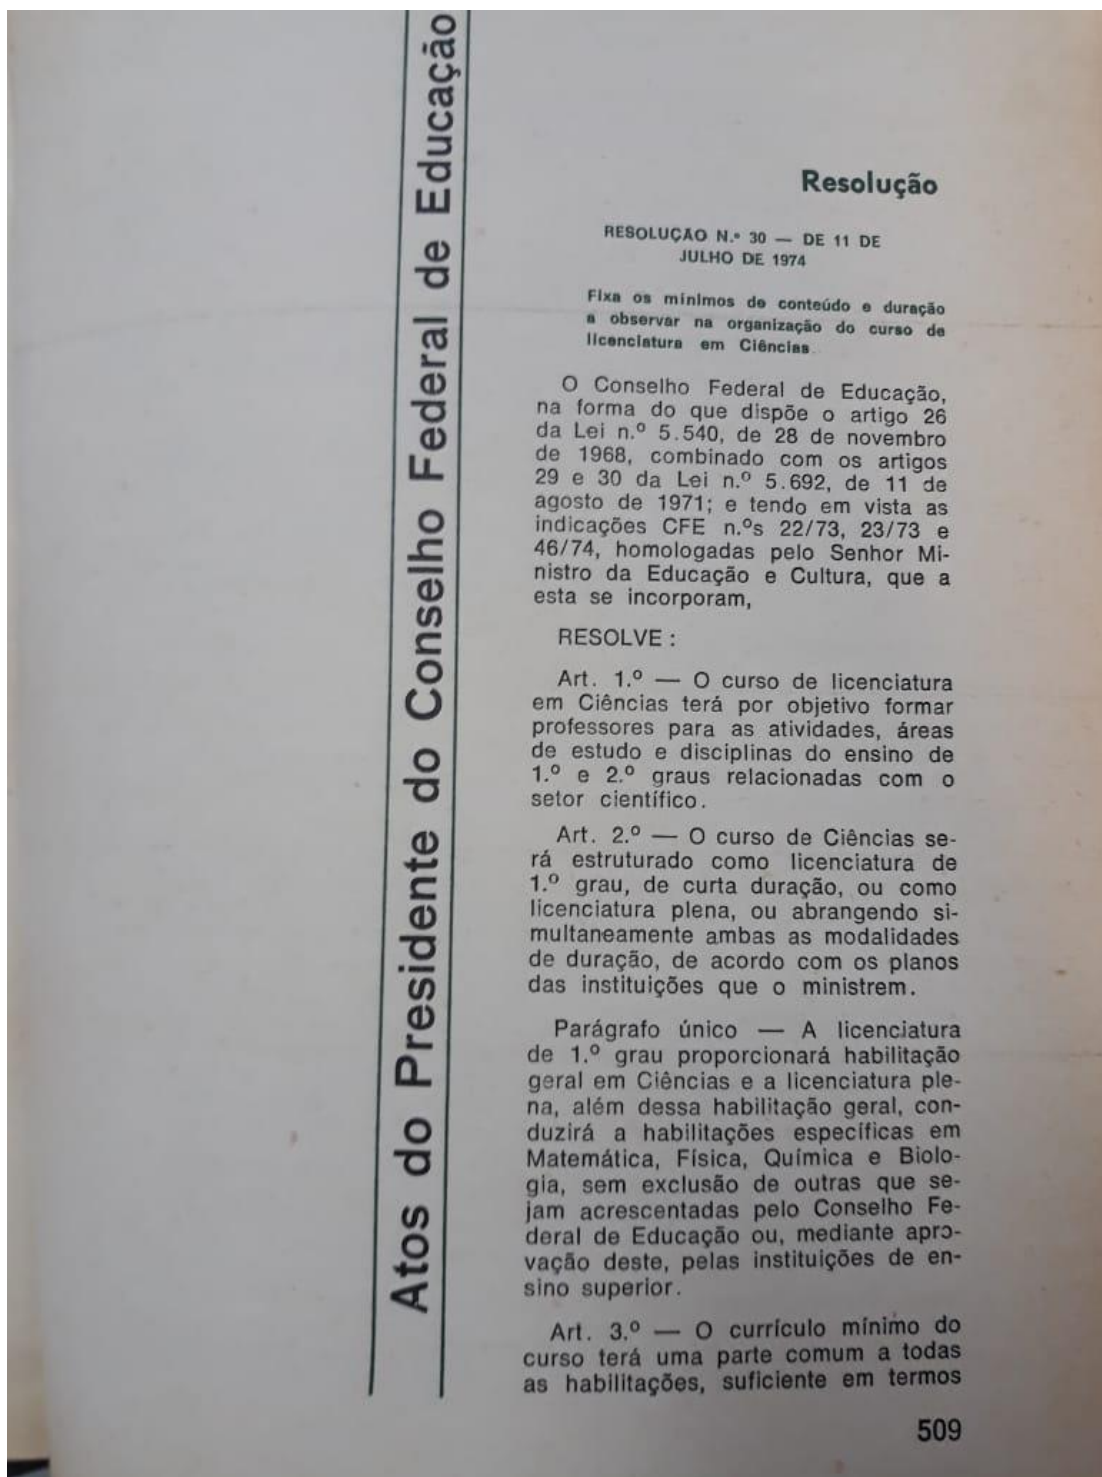 Atos do Presidente do Conselho Federal de Educação
Resolução
RESOLUÇÃO N.º 30 — DE 11 DE
JULHO DE 1974
Fixa os mínimos de conteúdo e duração
a observar na organização do curso de
licenciatura em Ciências.
O Conselho Federal de Educação,
na forma do que dispõe o artigo 26
da Lei n.º 5.540, de 28 de novembro
de 1968, combinado com os artigos
29 e 30 da Lei n.º 5.692, de 11 de
agosto de 1971; e tendo em vista as
indicações CFE n.ºs 22/73, 23/73 e
46/74, homologadas pelo Senhor Mi-
nistro da Educação e Cultura, que a
esta se incorporam,
RESOLVE :
Art. 1.º — O curso de licenciatura
em Ciências terá por objetivo formar
professores para as atividades, áreas
de estudo e disciplinas do ensino de
1.º e 2.º graus relacionadas com o
setor científico.
Art. 2.º — O curso de Ciências se-
rá estruturado como licenciatura de
1.º grau, de curta duração, ou como
licenciatura plena, ou abrangendo si-
multaneamente ambas as modalidades
de duração, de acordo com os planos
das instituições que o ministrem.
Parágrafo único — A licenciatura
de 1.º grau proporcionará habilitação
geral em Ciências e a licenciatura ple-
na, além dessa habilitação geral, con-
duzirá a habilitações específicas em
Matemática, Física, Química e Biolo-
gia, sem exclusão de outras que se-
jam acrescentadas pelo Conselho Fe-
deral de Educação ou, mediante apro-
vação deste, pelas instituições de en-
sino superior.
Art. 3.º — O currículo mínimo do
curso terá uma parte comum a todas
as habilitações, suficiente em termos
509